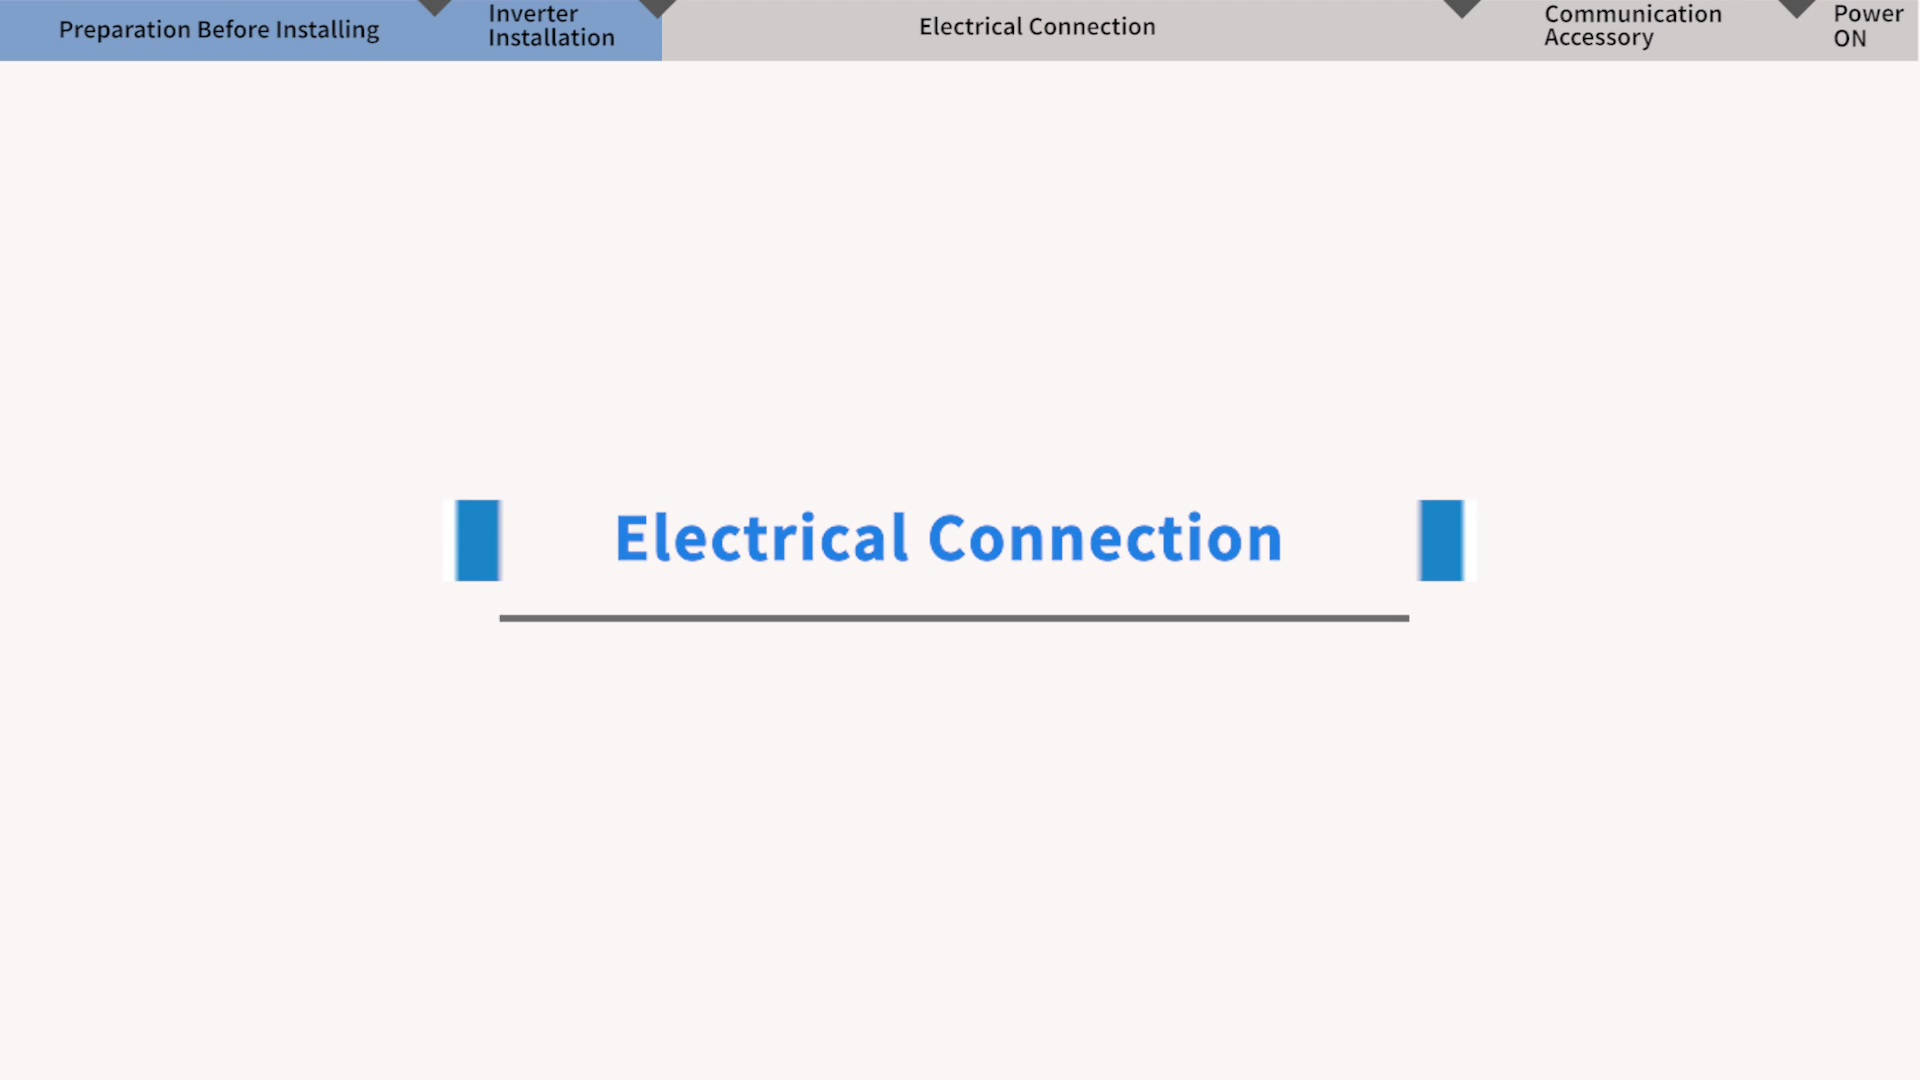 Preparation Before Installing
Inverter
Installation
Electrical Connection
Communication
Accessory
Power
ON
Electrical Connection